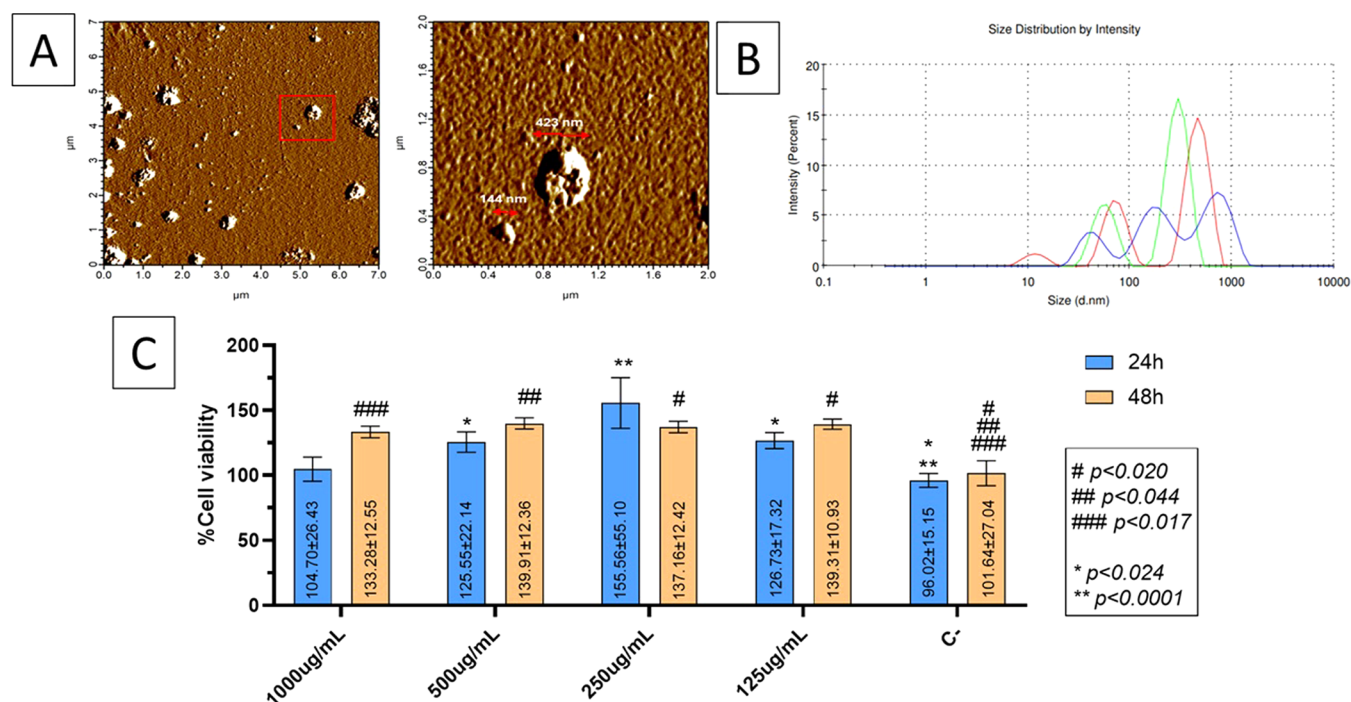 A
7
6
5
4
3
2
1
0
µm
0.0
1.0
2.0
3.0
4.0
5.0
6.0
7.0
µm
2.0
1.6
1.2
0.8
0.4
0.0
µm
423 nm
144 nm
0.0
0.4
0.8
1.2
1.6
2.0
µm
B
Size Distribution by Intensity
20
15
10
5
0
Intensity (Percent)
0.1
1
10
100
1000
10000
Size (d.nm)
C
%Cell viability
200
150
100
50
0
###
*
##
**
#
*
#
*
**
#
##
###
104.70±26.43
133.28±12.55
125.55±22.14
139.91±12.36
155.56±55.10
137.16±12.42
126.73±17.32
139.31±10.93
96.02±15.15
101.64±27.04
1000ug/mL
500ug/mL
250ug/mL
125ug/mL
C-
24h
48h
# p<0.020
## p<0.044
### p<0.017
* p<0.024
** p<0.0001